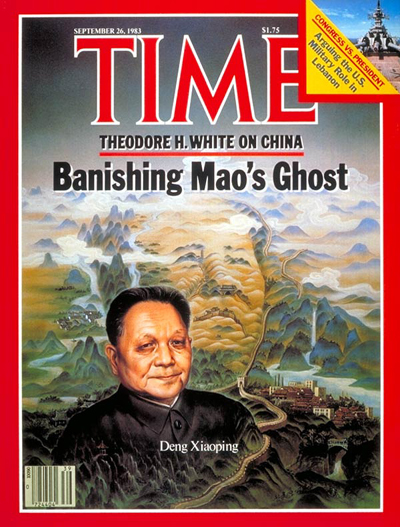 SEPTEMBER 26, 1983
$1.75
CONGRESS VS. PRESIDENT
Arguing the U.S.
Military Role in
Lebanon
TIME
THEODORE H. WHITE ON CHINA
Banishing Mao's Ghost
Deng Xiaoping
39